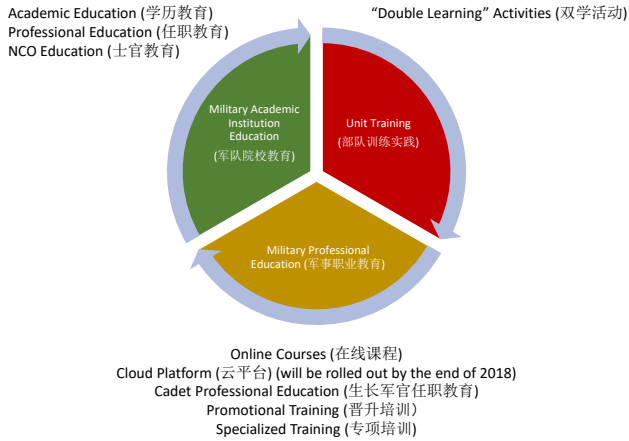 Academic Education (学历教育)
Professional Education (任职教育)
NCO Education (士官教育)
“Double Learning” Activities (双学活动)
Military Academic
Institution
Education
(军队院校教育)
Unit Training
(部队训练实践)
Military Professional
Education (军事职业教育)
Online Courses (在线课程)
Cloud Platform (云平台) (will be rolled out by the end of 2018)
Cadet Professional Education (生长军官任职教育)
Promotional Training (晋升培训）
Specialized Training (专项培训)